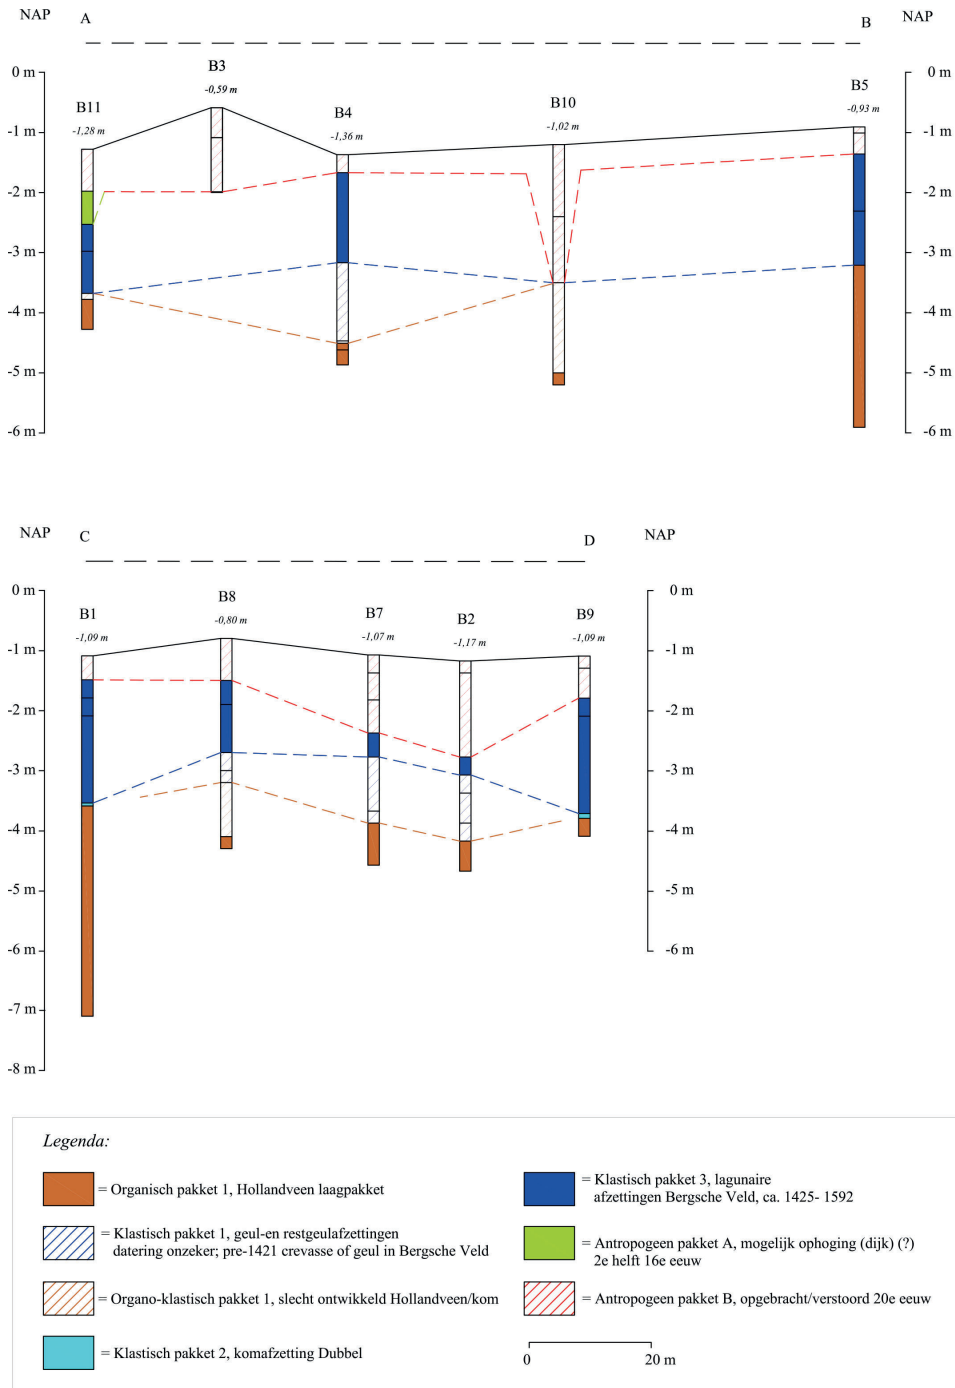 NAP A B NAP
0 m 0 m
B3
-0,59 m
B5
-0,93 m
B11
-1,28 m
B10
-1,02 m
B4
-1,36 m
-1 m -1 m
-2 m -2 m
-3 m -3 m
-4 m -4 m
-5 m -5 m
-6 m -6 m
NAP C D NAP
0 m 0 m
B1
-1,09 m
B8
-0,80 m
B7
-1,07 m
B2
-1,17 m
B9
-1,09 m
-1 m -1 m
-2 m -2 m
-3 m -3 m
-4 m -4 m
-5 m -5 m
-6 m -6 m
-7 m
-8 m
Legenda:
= Organisch pakket 1, Hollandveen laagpakket
= Klastisch pakket 1, geul-en restgeulafzettingen
datering onzeker; pre-1421 crevasse of geul in Bergsche Veld
= Organo-klastisch pakket 1, slecht ontwikkeld Hollandveen/kom
= Klastisch pakket 2, komafzetting Dubbel
= Klastisch pakket 3, lagunaire
afzettingen Bergsche Veld, ca. 1425- 1592
= Antropogeen pakket A, mogelijk ophoging (dijk) (?)
2e helft 16e eeuw
= Antropogeen pakket B, opgebracht/verstoord 20e eeuw
0 20 m